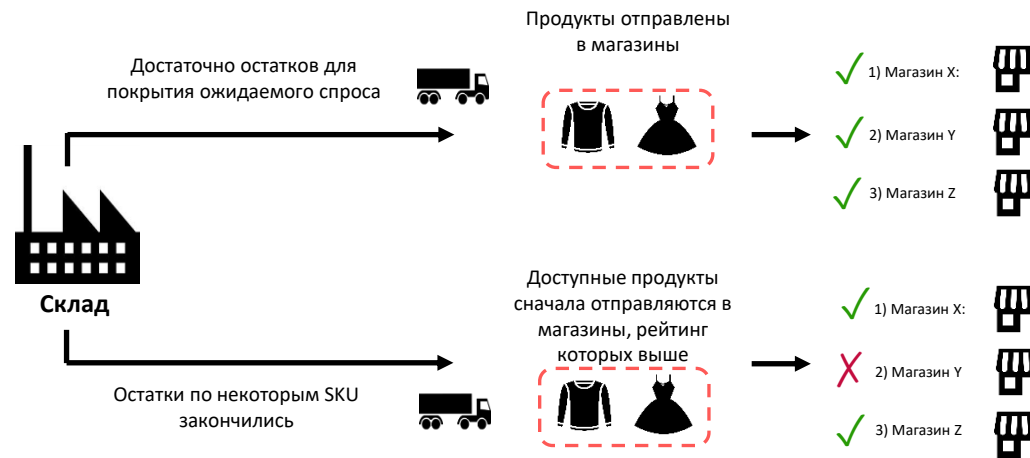 Продукты отправлены
в магазины
Достаточно остатков для
покрытия ожидаемого спроса
1) Магазин X:
2) Магазин Y
3) Магазин Z
Склад
Доступные продукты
сначала отправляются в
магазины, рейтинг
которых выше
Остатки по некоторым SKU
закончились
1) Магазин X:
2) Магазин Y
3) Магазин Z